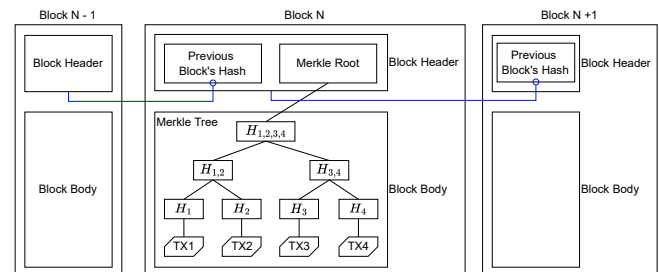 Block N - 1
Block N
Block N +1
Block Header
Previous
Block's Hash
Merkle Root
Block Header
Previous
Block's Hash
Block Header
Merkle Tree
H1,2,3,4
H1,2
H3,4
Block Body
Block Body
Block Body
H1
H2
H3
H4
TX1
TX2
TX3
TX4